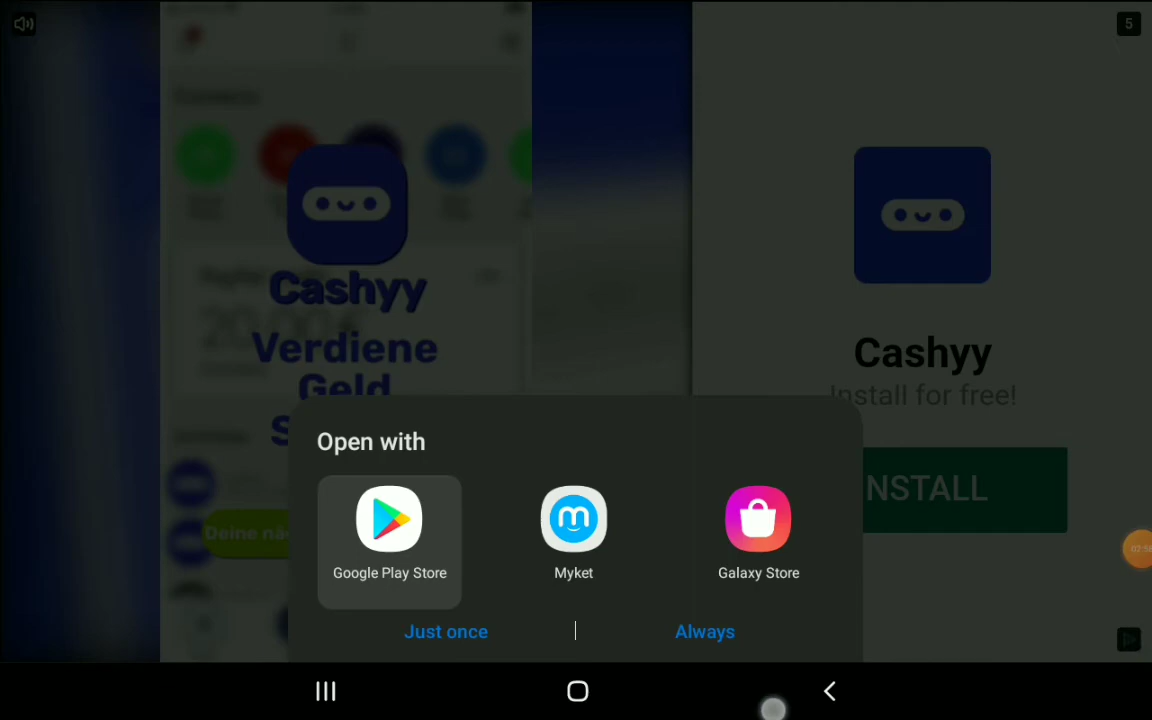 5
Cashyy
Verdiene
Geld
Cashyy
Install for free!
NSTALL
Deine nä
Open with
Google Play Store
Myket
Galaxy Store
Just once
Always